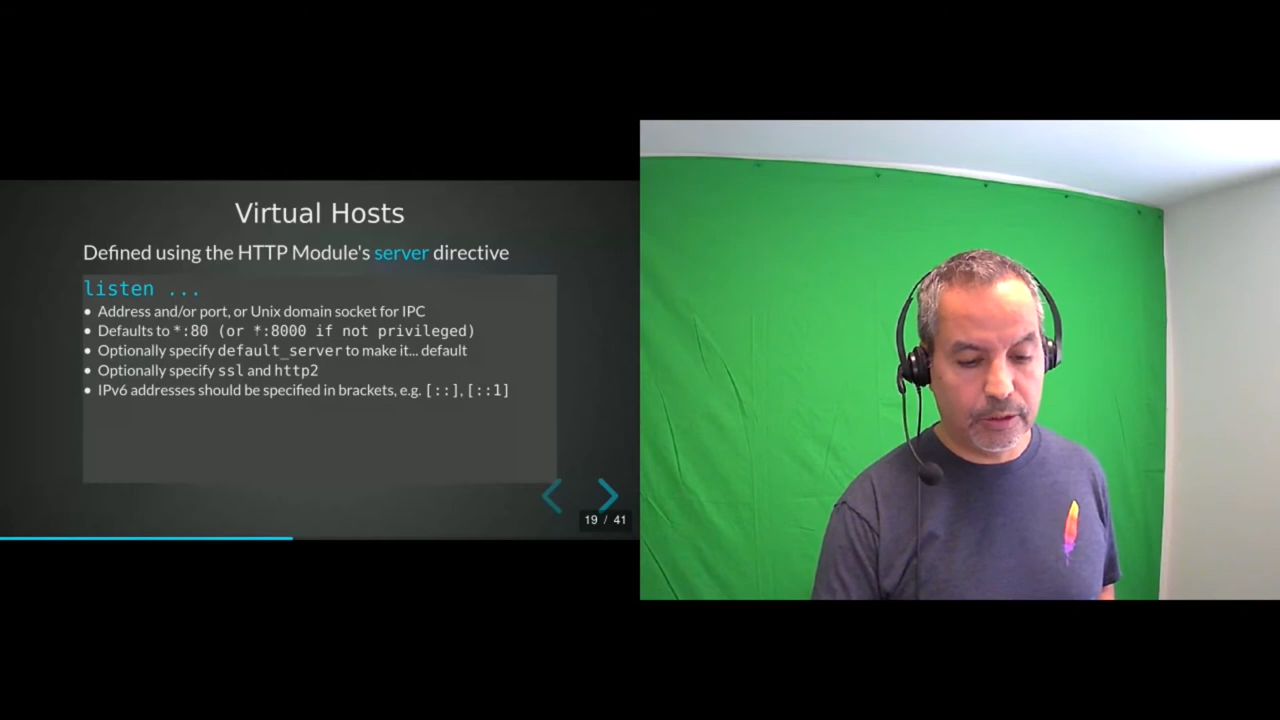 Virtual Hosts
Defined using the HTTP Module's server directive
listen ...
• Address and/or port, or Unix domain socket for IPC
• Defaults to *:80 (or *:8000 if not privileged)
• Optionally specify default_server to make it... default
• Optionally specify ssl and http2
• IPv6 addresses should be specified in brackets, e.g. [::], [::1]
19 / 41